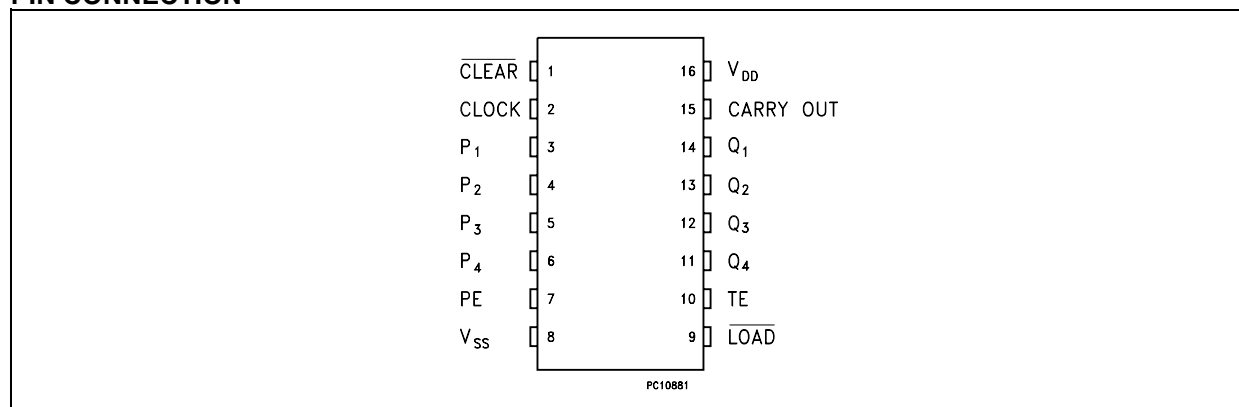 PIN CONNECTION
CLEAR 1 16 VDD
CLOCK 2 15 CARRY OUT
P1 3 14 Q1
P2 4 13 Q2
P3 5 12 Q3
P4 6 11 Q4
PE 7 10 TE
VSS 8 9 LOAD
PC10881